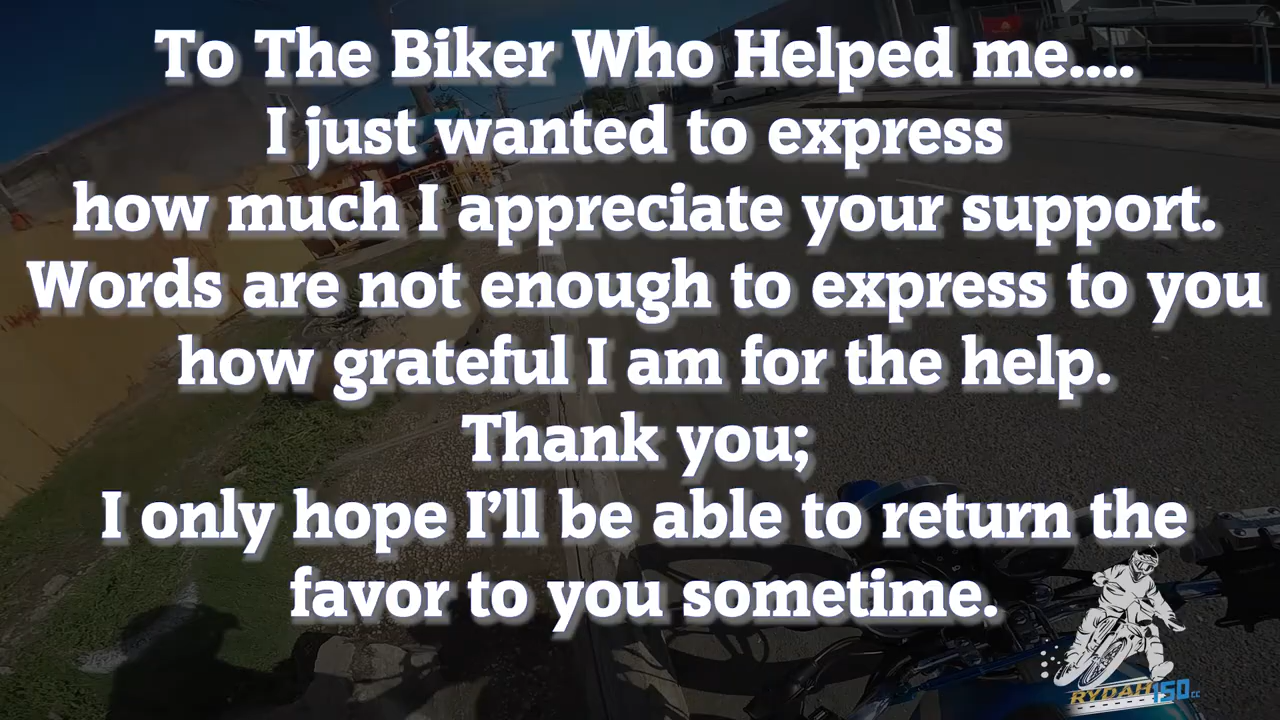 To The Biker Who Helped me....
I just wanted to express
how much I appreciate your support.
Words are not enough to express to you
how grateful I am for the help.
Thank you;
I only hope I’ll be able to return the
favor to you sometime.
RYDAH150cc